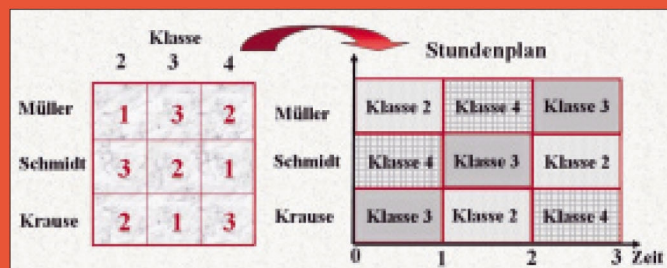 Klasse
2 3 4
Müller 1 3 2
Schmidt 3 2 1
Krause 2 1 3
Stundenplan
Müller Klasse 2 Klasse 4 Klasse 3
Schmidt Klasse 4 Klasse 3 Klasse 2
Krause Klasse 3 Klasse 2 Klasse 4
0 1 2 3 Zeit